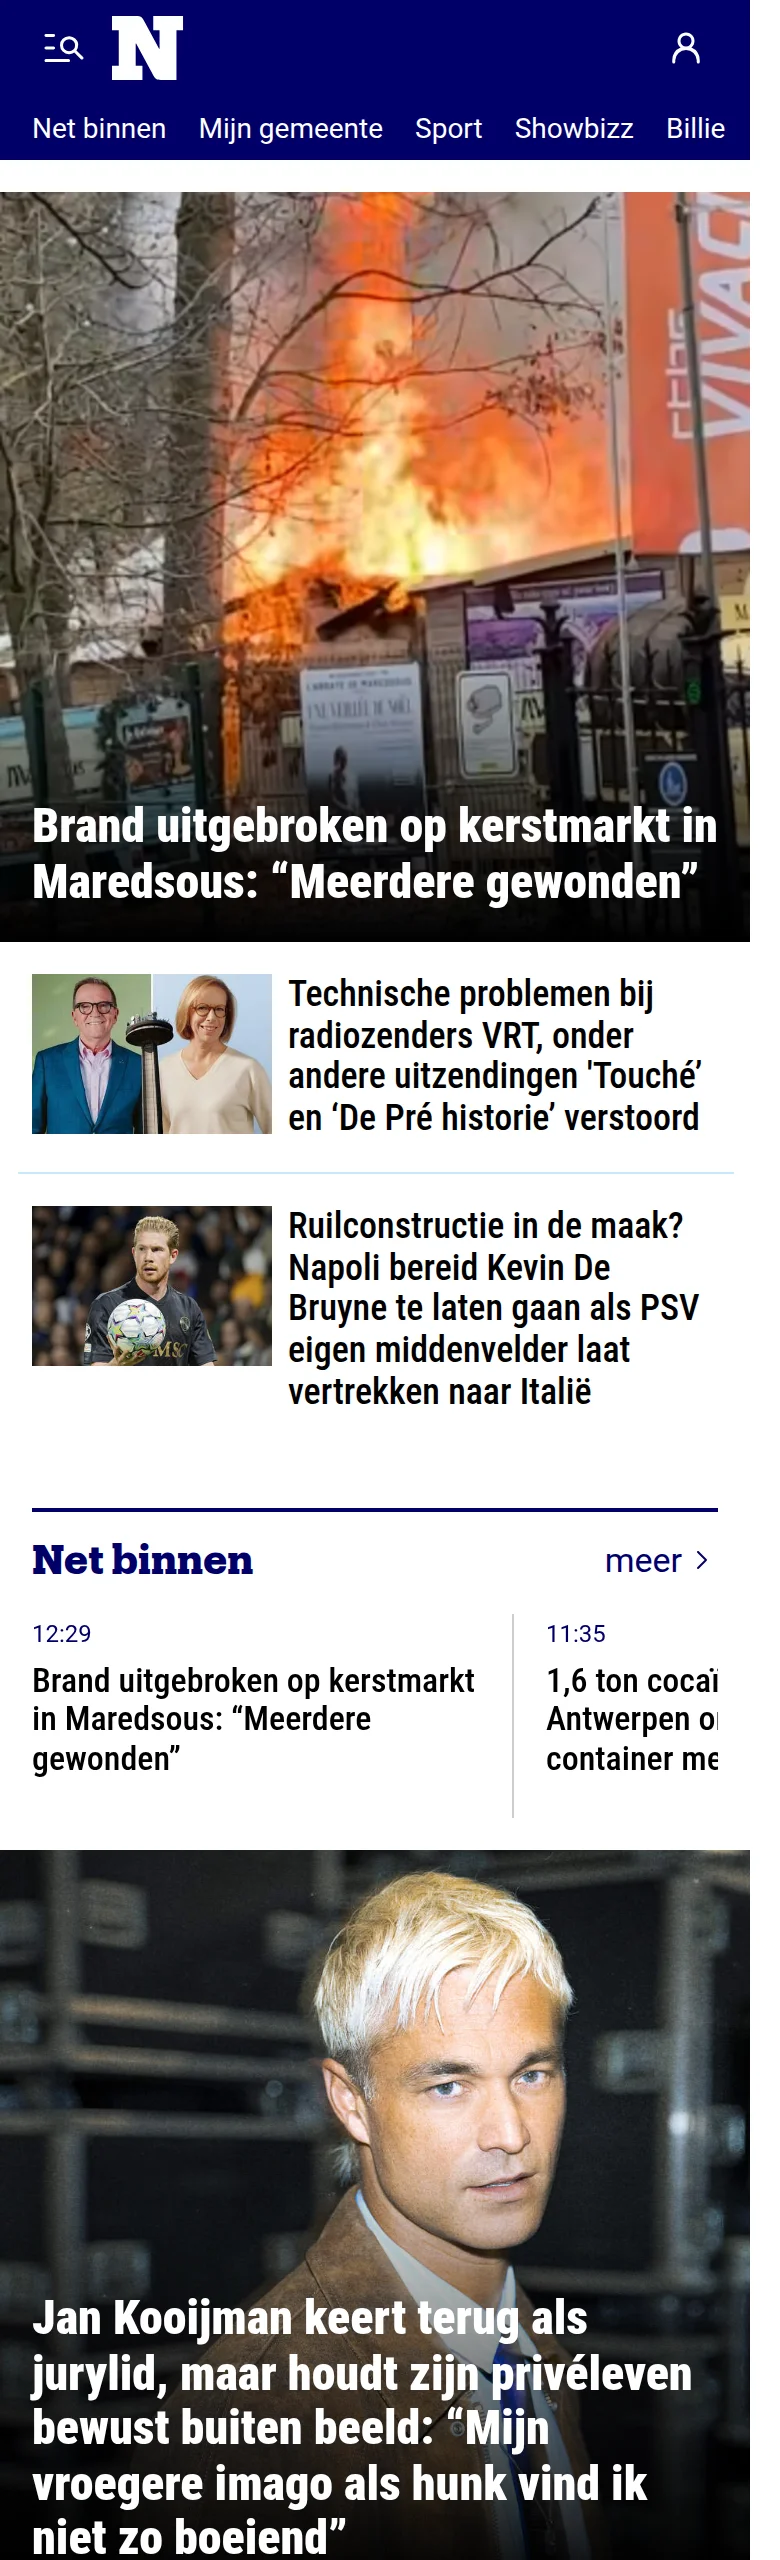 N
Net binnen Mijn gemeente Sport Showbizz Billie
VIVAC
Brand uitgebroken op kerstmarkt in
Maredsous: “Meerdere gewonden”
Technische problemen bij
radiozenders VRT, onder
andere uitzendingen 'Touché’
en ‘De Pré historie’ verstoord
MSC
Ruilconstructie in de maak?
Napoli bereid Kevin De
Bruyne te laten gaan als PSV
eigen middenvelder laat
vertrekken naar Italië
Net binnen
meer
12:29
Brand uitgebroken op kerstmarkt
in Maredsous: “Meerdere
gewonden”
11:35
1,6 ton cocaï
Antwerpen o
container me
Jan Kooijman keert terug als
jurylid, maar houdt zijn privéleven
bewust buiten beeld: “Mijn
vroegere imago als hunk vind ik
niet zo boeiend”